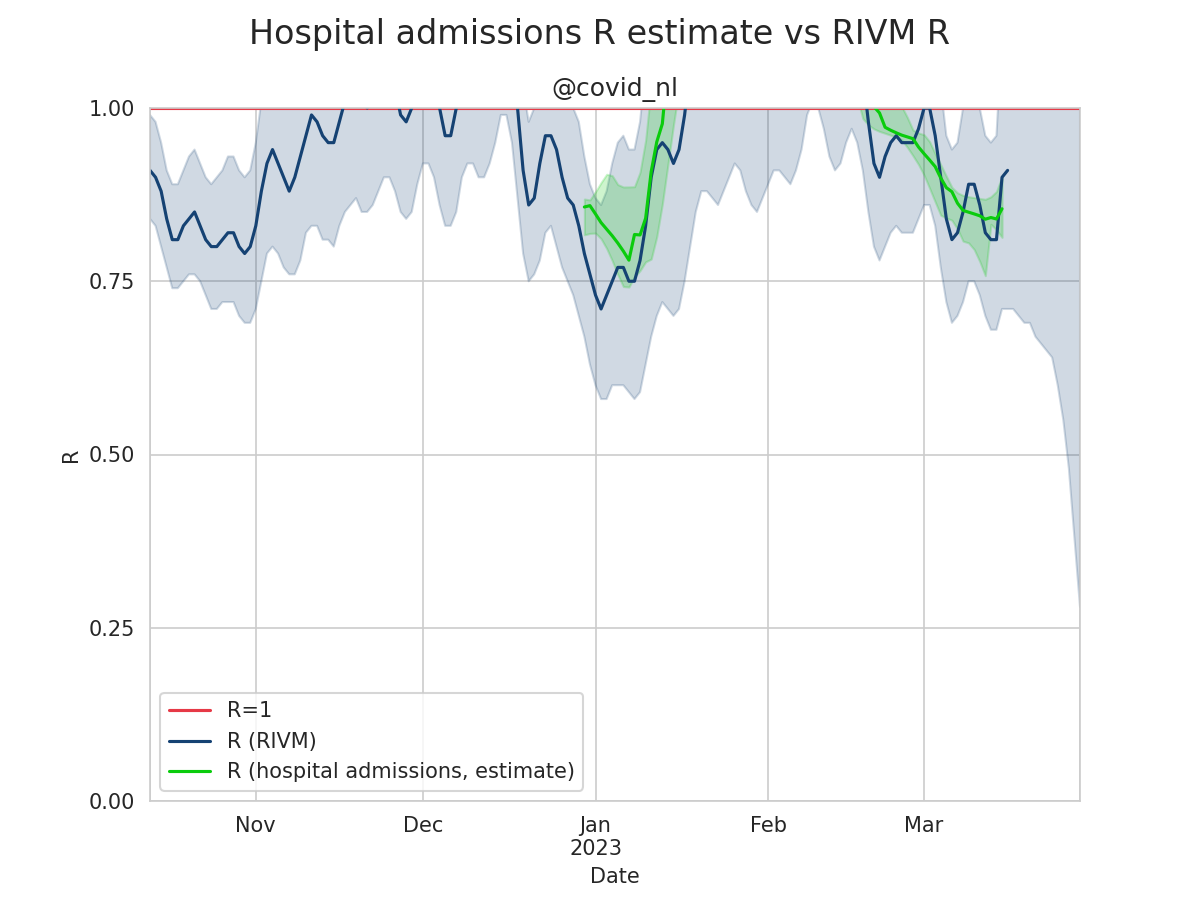 Hospital admissions R estimate vs RIVM R
@covid_nl
1.00
0.75
0.50
0.25
0.00
R
R=1
R (RIVM)
R (hospital admissions, estimate)
Nov
Dec
Jan
2023
Feb
Mar
Date